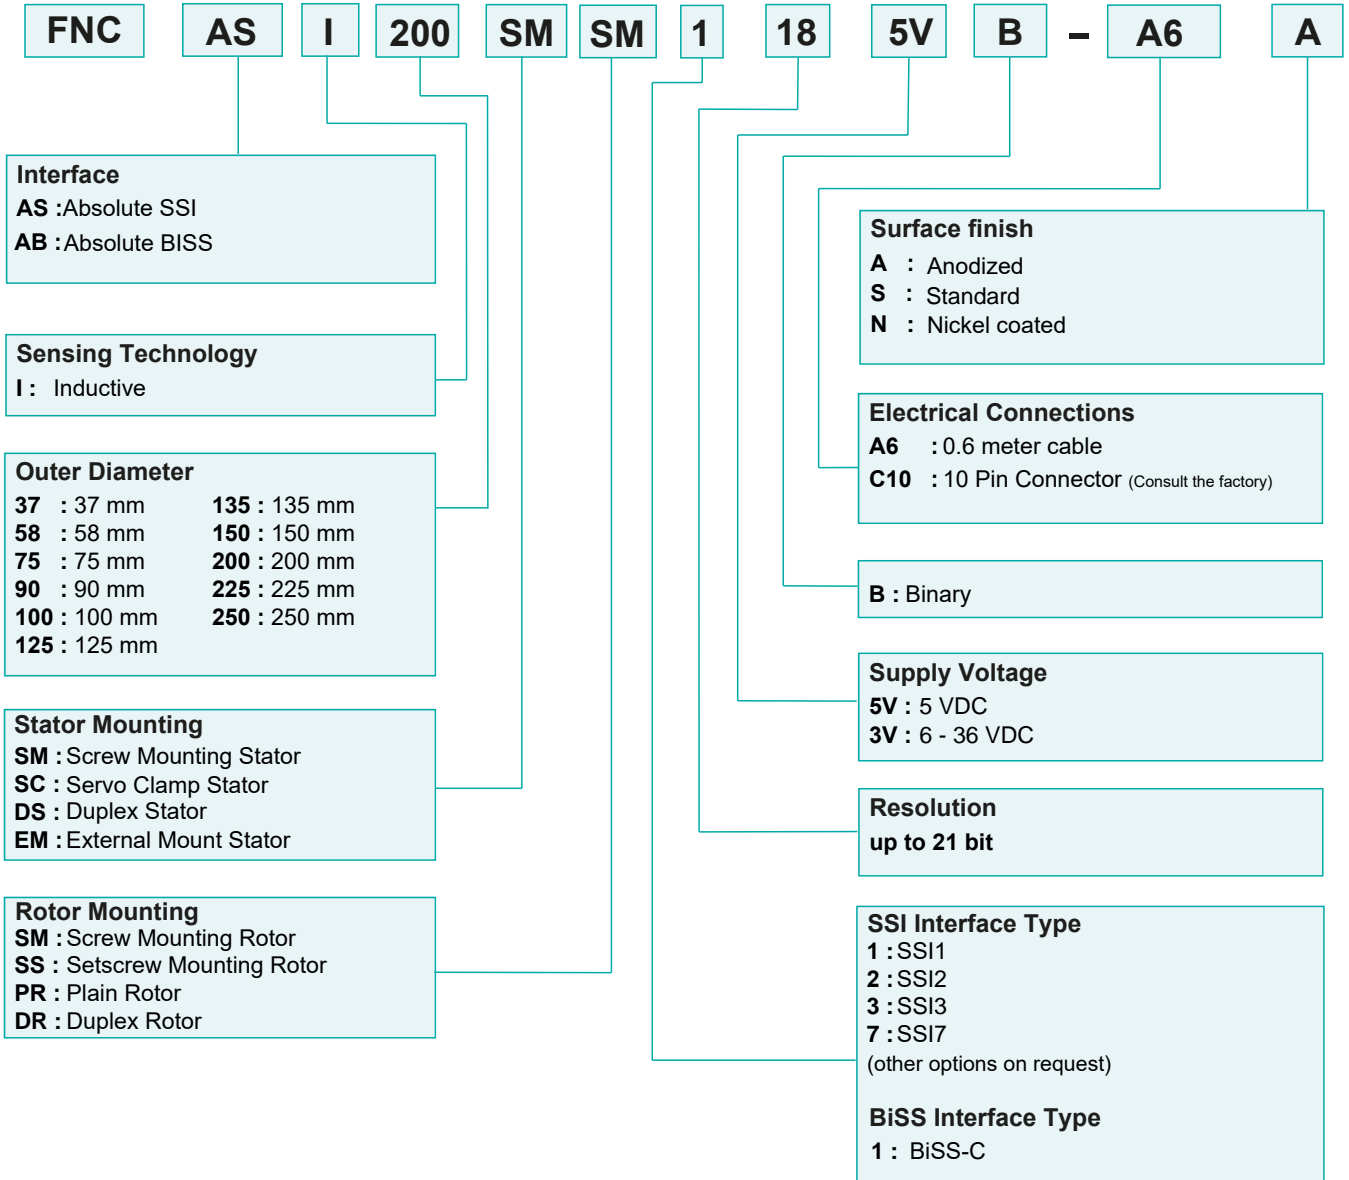 FNC AS I 200 SM SM 1 18 5V B – A6 A
Interface
AS : Absolute SSI
AB : Absolute BISS
Sensing Technology
I : Inductive
Outer Diameter
37 : 37 mm 135 : 135 mm
58 : 58 mm 150 : 150 mm
75 : 75 mm 200 : 200 mm
90 : 90 mm 225 : 225 mm
100 : 100 mm 250 : 250 mm
125 : 125 mm
Stator Mounting
SM : Screw Mounting Stator
SC : Servo Clamp Stator
DS : Duplex Stator
EM : External Mount Stator
Rotor Mounting
SM : Screw Mounting Rotor
SS : Setscrew Mounting Rotor
PR : Plain Rotor
DR : Duplex Rotor
Surface finish
A : Anodized
S : Standard
N : Nickel coated
Electrical Connections
A6 : 0.6 meter cable
C10 : 10 Pin Connector (Consult the factory)
B : Binary
Supply Voltage
5V : 5 VDC
3V : 6 - 36 VDC
Resolution
up to 21 bit
SSI Interface Type
1 : SSI1
2 : SSI2
3 : SSI3
7 : SSI7
(other options on request)
BiSS Interface Type
1 : BiSS-C